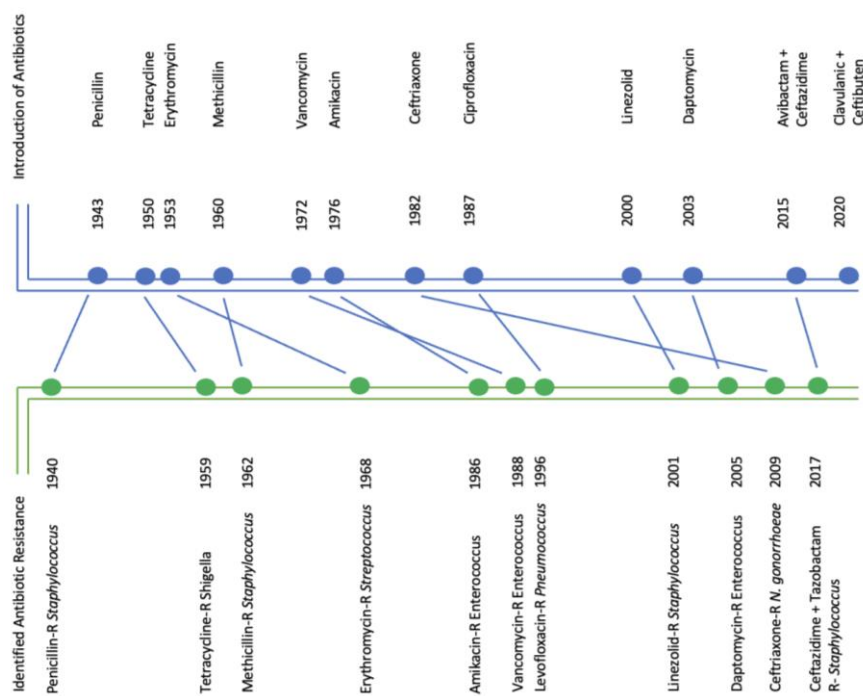 Introduction of Antibiotics
Penicillin
Tetracycline
Erythromycin
Methicillin
Vancomycin
Amikacin
Ceftriaxone
Ciprofloxacin
Linezolid
Daptomycin
Avibactam +
Ceftazidime
Clavulanic +
Ceftibuten
1943
1950
1953
1960
1972
1976
1982
1987
2000
2003
2015
2020
1940
1959
1962
1968
1986
1988
1996
2001
2005
2009
2017
Identified Antibiotic Resistance
Penicillin-R Staphylococcus
Tetracycline-R Shigella
Methicillin-R Staphylococcus
Erythromycin-R Streptococcus
Amikacin-R Enterococcus
Vancomycin-R Enterococcus
Levofloxacin-R Pneumococcus
Linezolid-R Staphylococcus
Daptomycin-R Enterococcus
Ceftriaxone-R N. gonorrhoeae
Ceftazidime + Tazobactam
R- Staphylococcus